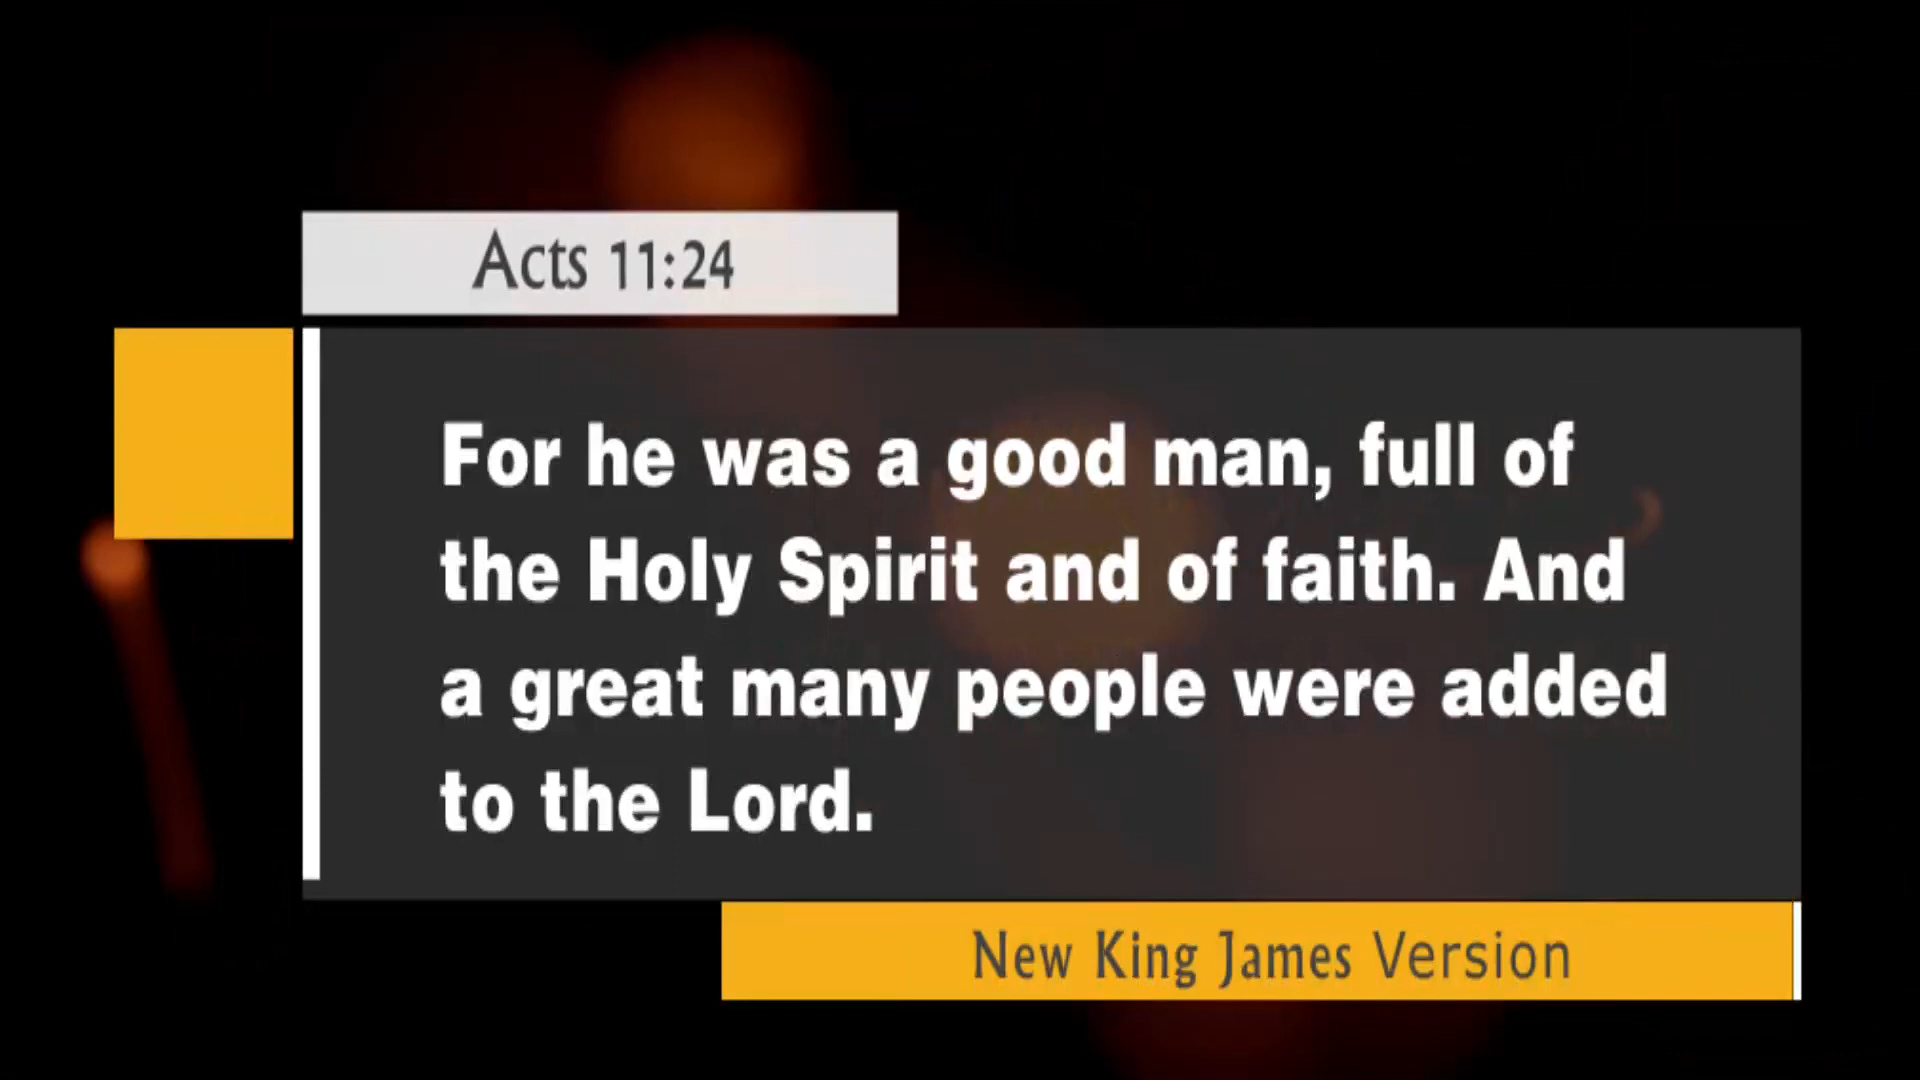 Acts 11:24
For he was a good man, full of
the Holy Spirit and of faith. And
a great many people were added
to the Lord.
New King James Version